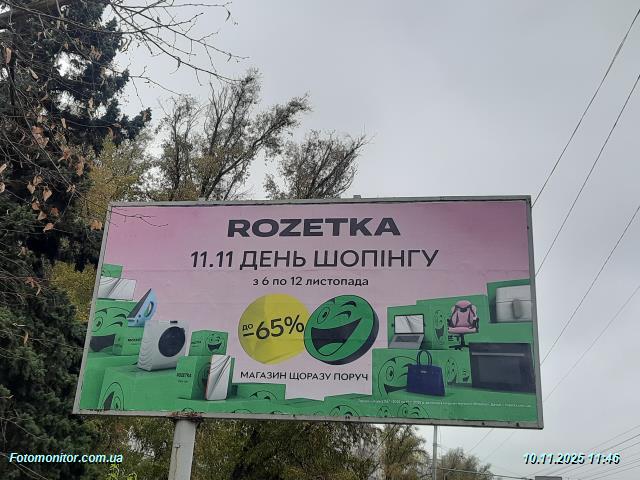 ROZETKA
11.11 ДЕНЬ ШОПІНГУ
з 6 по 12 листопада
до
-65%
МАГАЗИН ЩОРАЗУ ПОРУЧ
ROZETKA
Fotomonitor.com.ua
10.11.2025 11:46